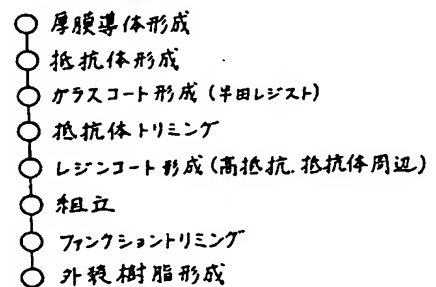 厚膜導体形成
抵抗体形成
ガラスコート形成(半田レジスト)
抵抗体トリミング
レジンコート形成(高抵抗.抵抗体周辺)
組立
ファンクショントリミング
外装樹脂形成